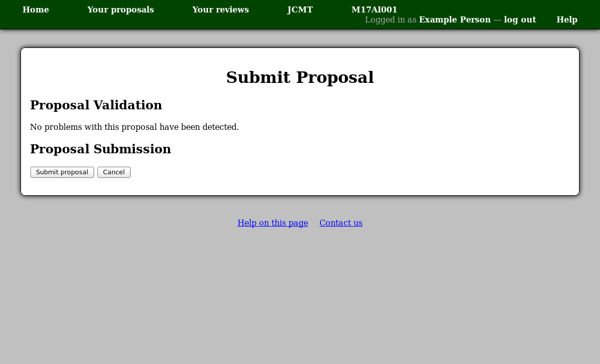 Home Your proposals Your reviews JCMT M17AI001
Logged in as Example Person — log out Help
Submit Proposal
Proposal Validation
No problems with this proposal have been detected.
Proposal Submission
Submit proposal Cancel
Help on this page Contact us